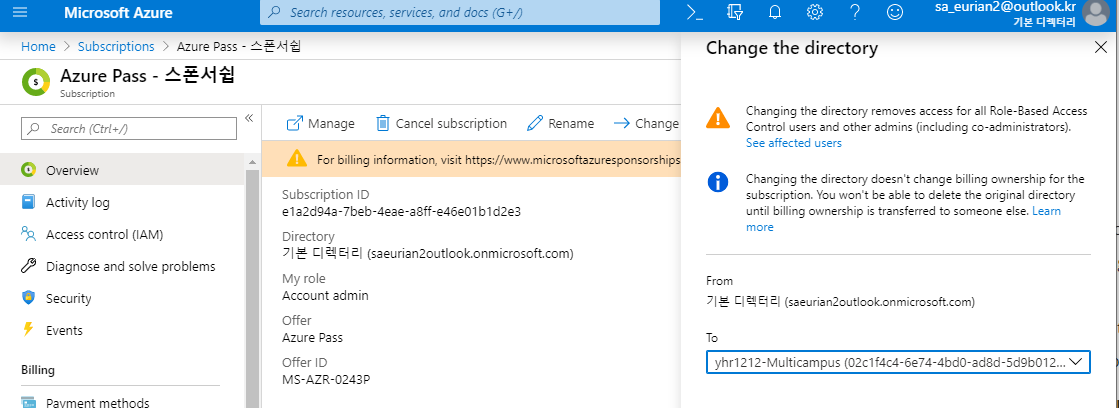 Microsoft Azure
Search resources, services, and docs (G+/)
sa_eurian2@outlook.kr
기본 디렉터리
Home > Subscriptions > Azure Pass - 스폰서쉽
Azure Pass - 스폰서쉽
Subscription
Search (Ctrl+/)
Overview
Activity log
Access control (IAM)
Diagnose and solve problems
Security
Events
Billing
Payment methods
Manage
Cancel subscription
Rename
Change
For billing information, visit https://www.microsoftazuresponsorships
Subscription ID
e1a2d94a-7beb-4eae-a8ff-e46e01b1d2e3
Directory
기본 디렉터리 (saeurian2outlook.onmicrosoft.com)
My role
Account admin
Offer
Azure Pass
Offer ID
MS-AZR-0243P
Change the directory
Changing the directory removes access for all Role-Based Access
Control users and other admins (including co-administrators).
See affected users
Changing the directory doesn't change billing ownership for the
subscription. You won't be able to delete the original directory
until billing ownership is transferred to someone else. Learn
more
From
기본 디렉터리 (saeurian2outlook.onmicrosoft.com)
To
yhr1212-Multicampus (02c1f4c4-6e74-4bd0-ad8d-5d9b012...